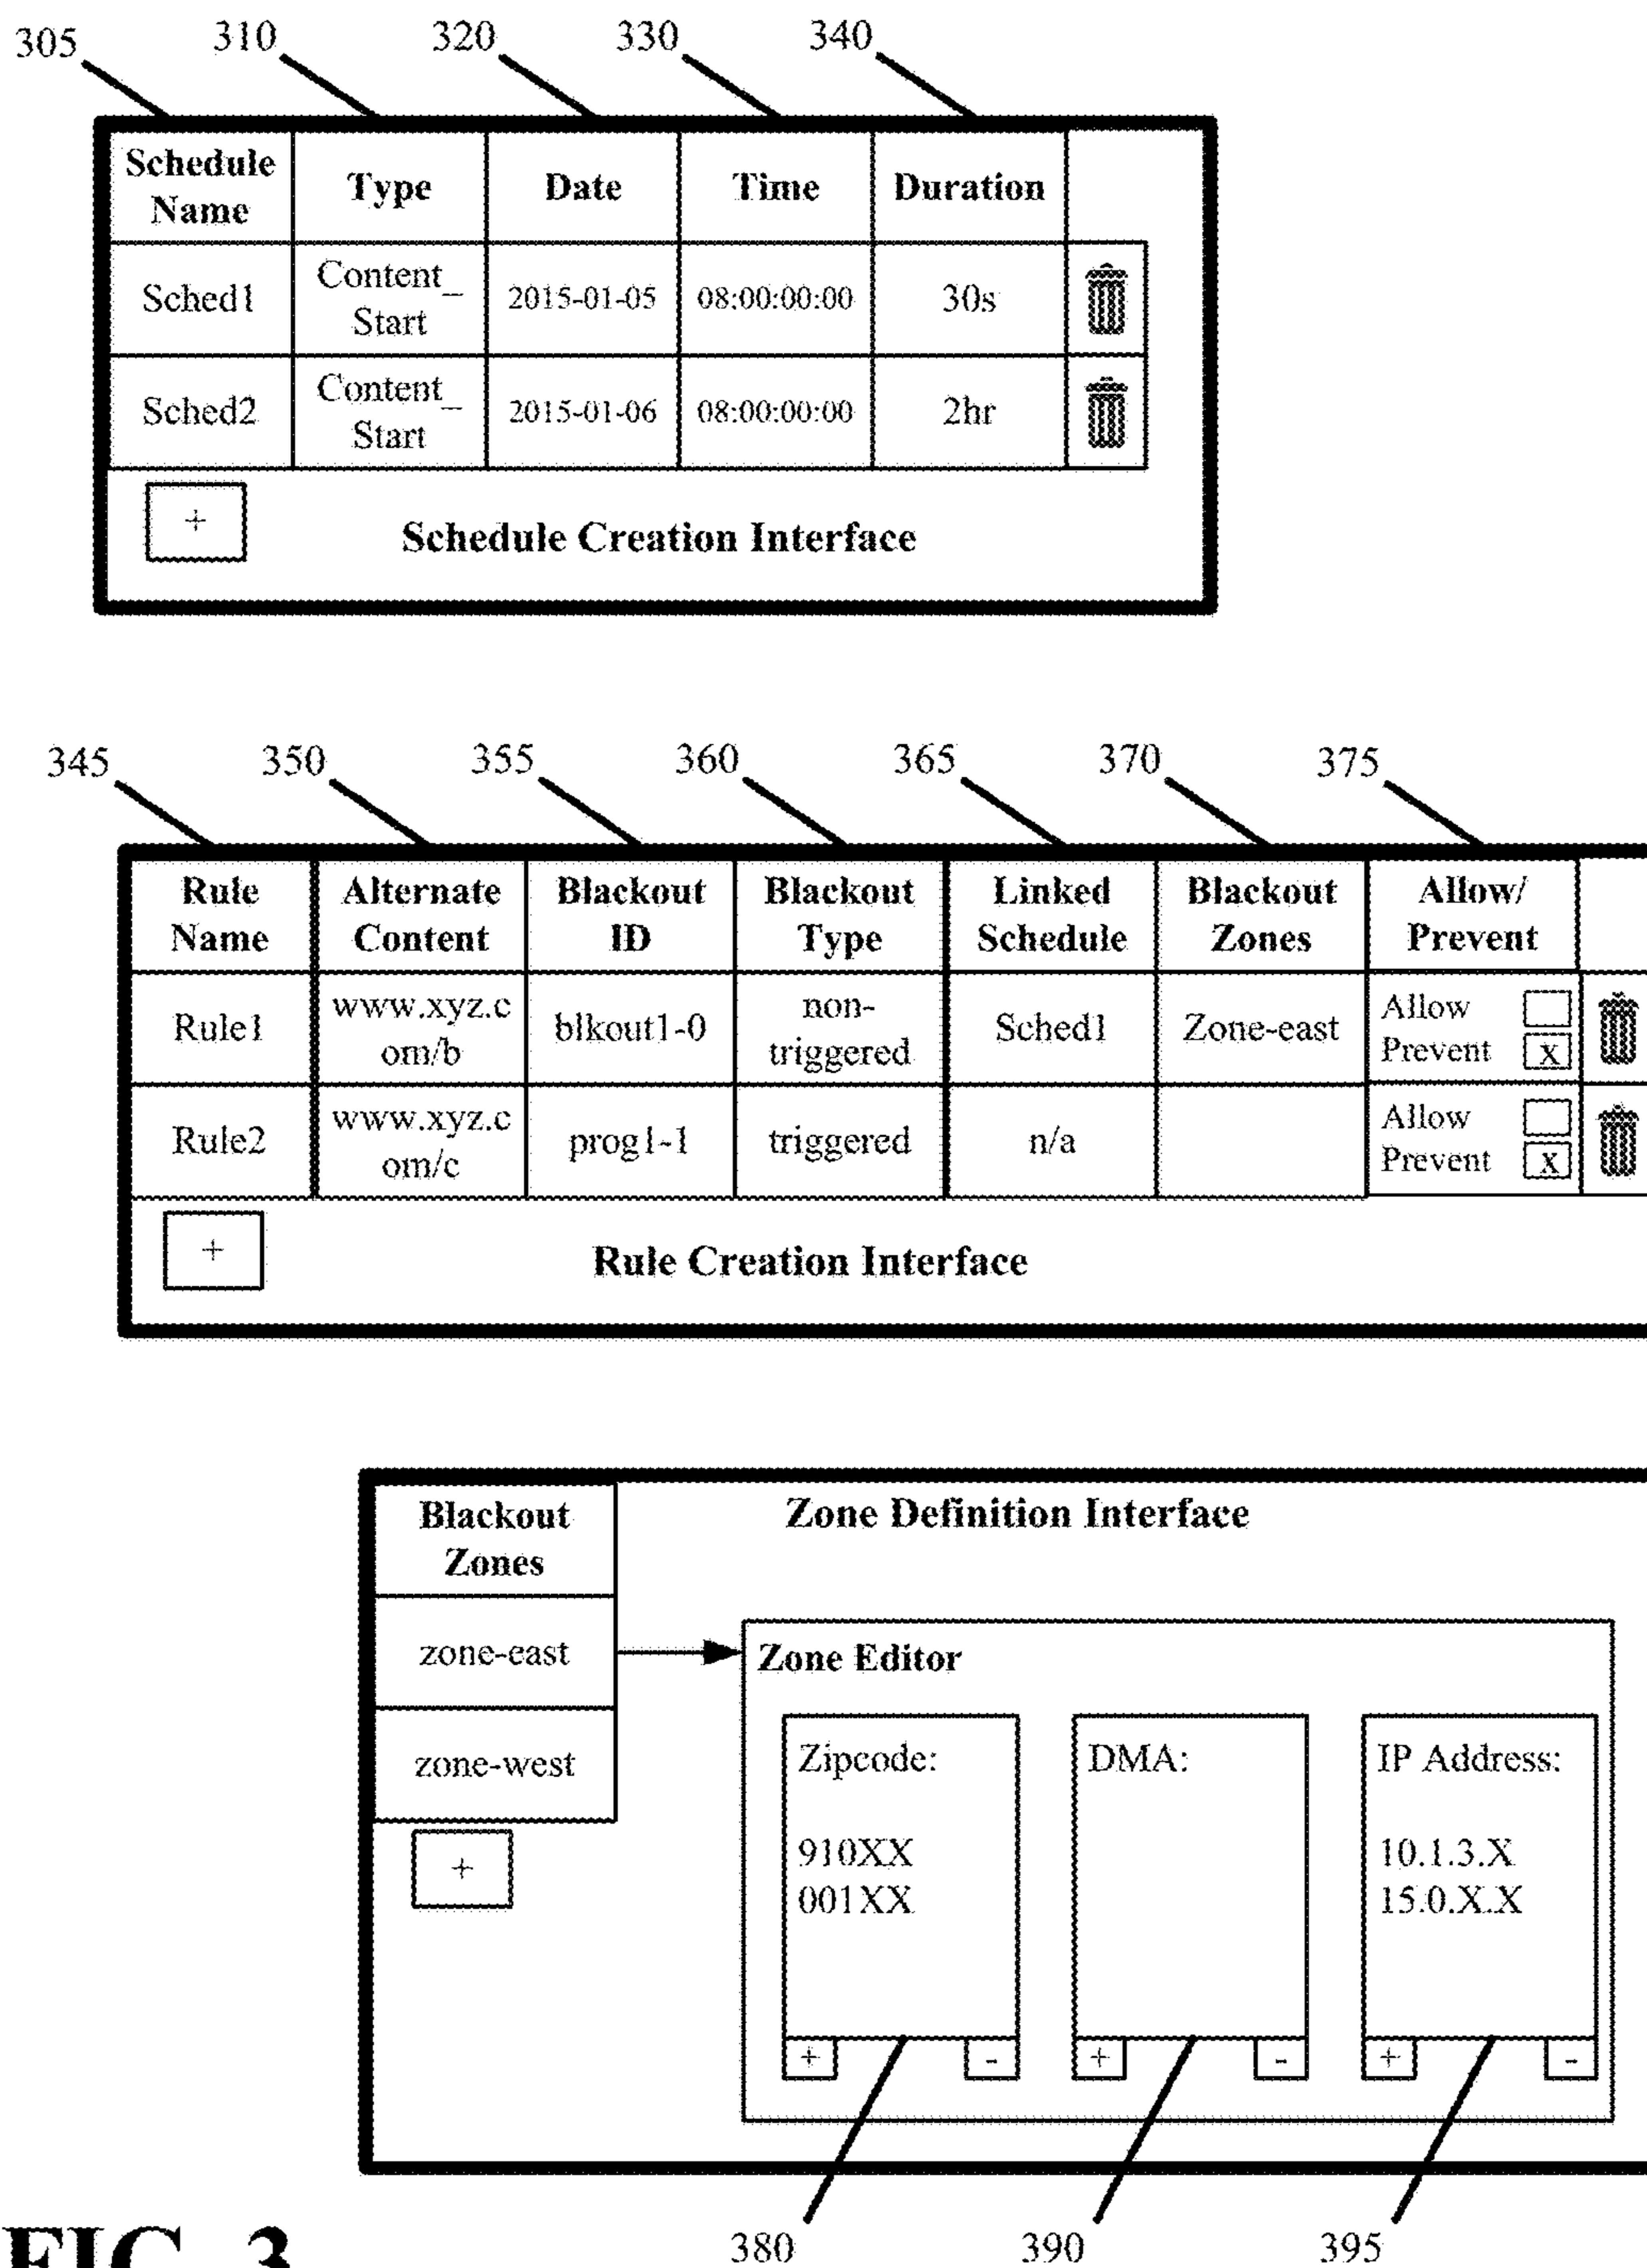 305 310 320 330 340
Schedule Name Type Date Time Duration
Sched1 Content_ Start 2015-01-05 08:00:00:00 30s
Sched2 Content_ Start 2015-01-06 08:00:00:00 2hr
+ Schedule Creation Interface
345 350 355 360 365 370 375
Rule Name Alternate Content Blackout ID Blackout Type Linked Schedule Blackout Zones Allow/ Prevent
Rule1 www.xyz.c om/b blkout1-0 non- triggered Sched1 Zone-east Allow Prevent X
Rule2 www.xyz.c om/c prog1-1 triggered n/a Allow Prevent X
+ Rule Creation Interface
Blackout Zones Zone Definition Interface
zone-east
zone-west
+
Zone Editor
Zipcode:
910XX
001XX
+ -
DMA:
+ -
IP Address:
10.1.3.X
15.0.X.X
+ -
380 390 395
FIG. 3